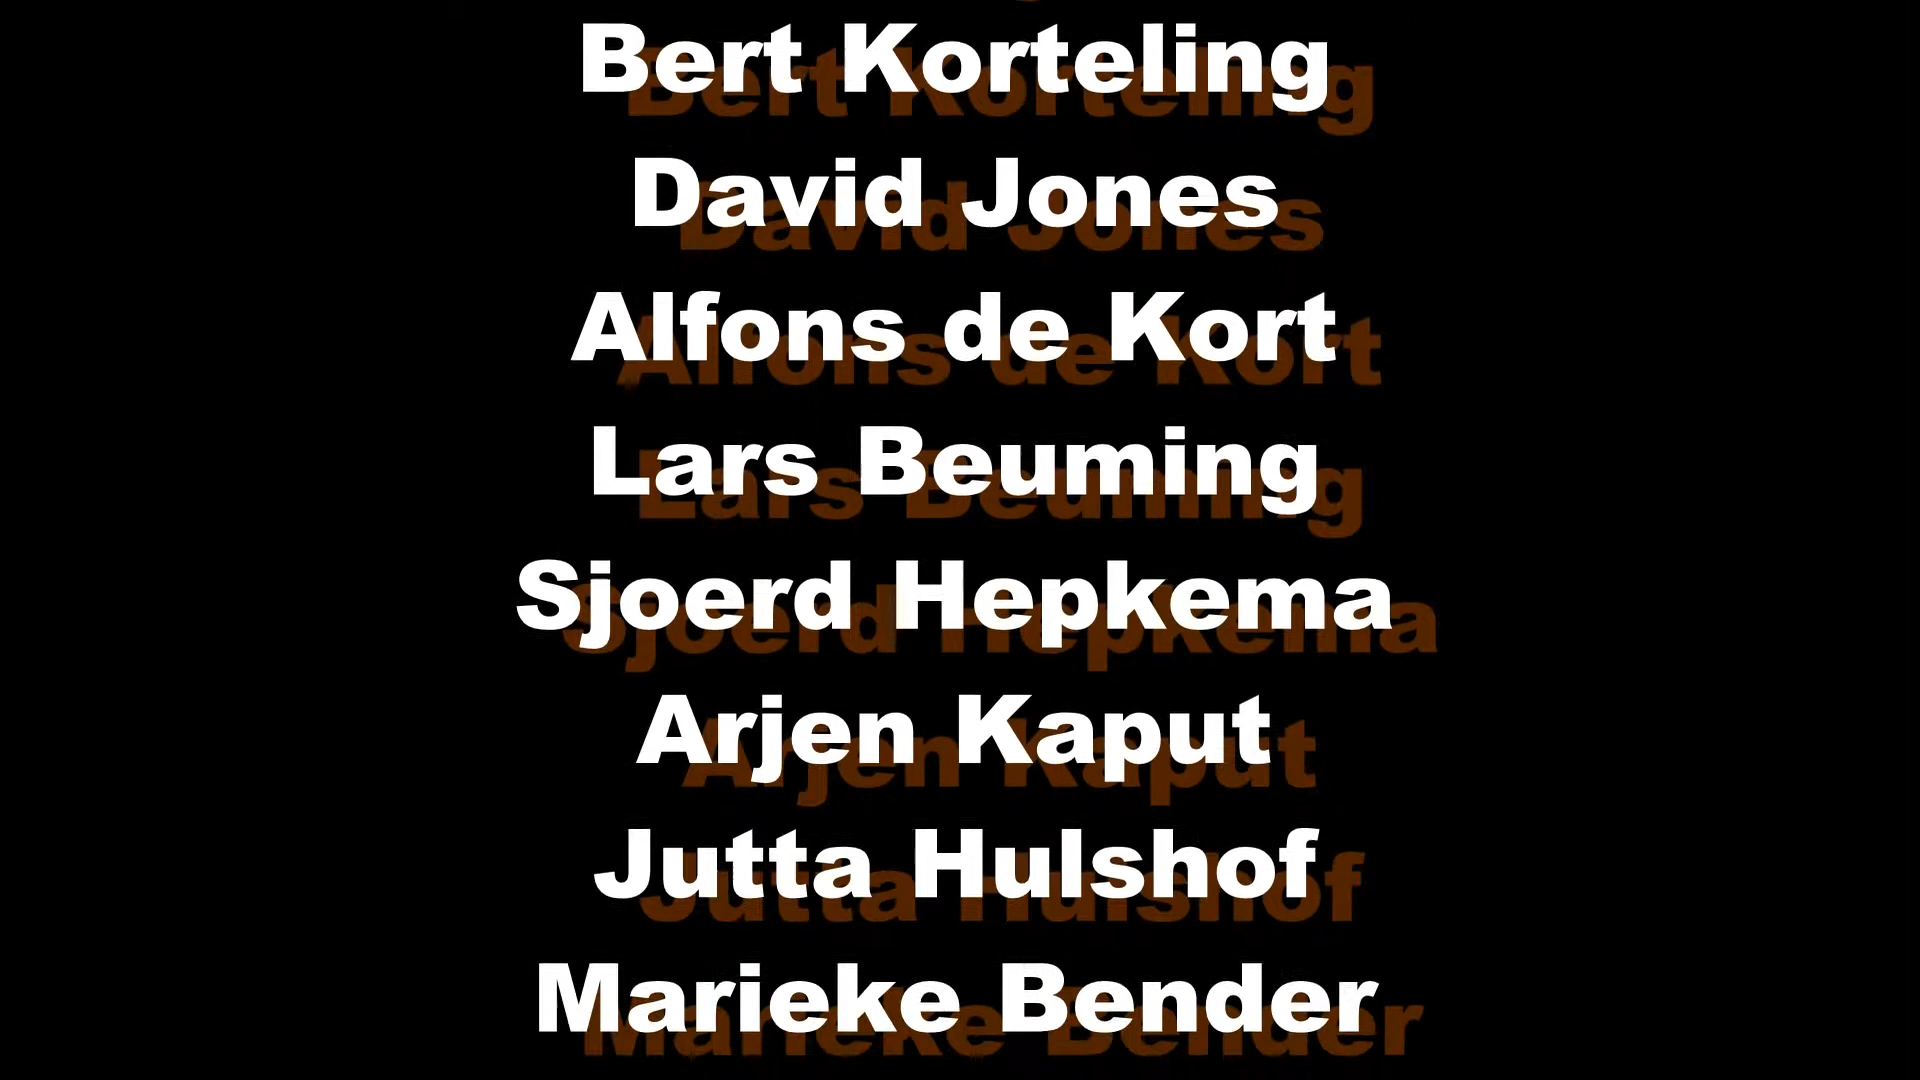 Bert Korteling
David Jones
Alfons de Kort
Lars Beuming
Sjoerd Hepkema
Arjen Kaput
Jutta Hulshof
Marieke Bender